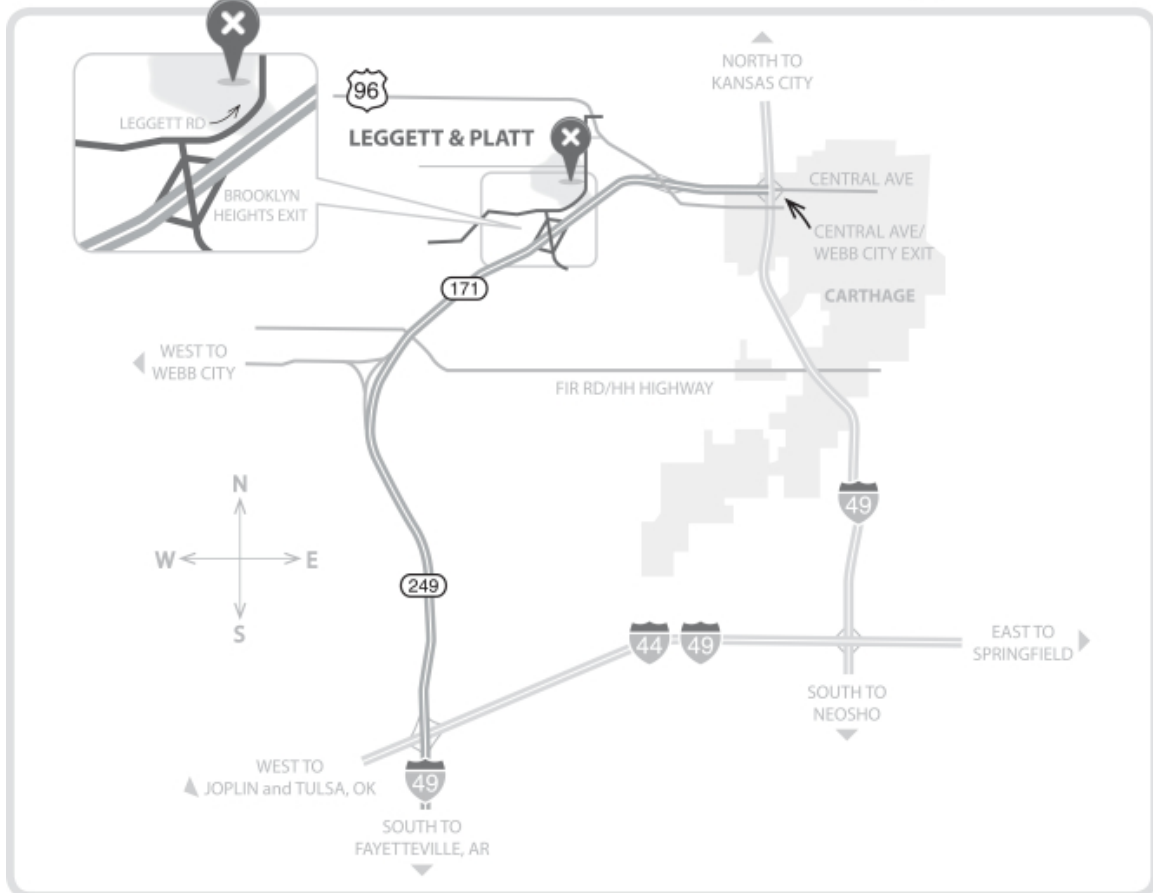 NORTH TO
KANSAS CITY
96
LEGGETT & PLATT
LEGGETT RD
BROOKLYN
HEIGHTS EXIT
CENTRAL AVE
CENTRAL AVE/
WEBB CITY EXIT
171
CARTHAGE
WEST TO
WEBB CITY
FIR RD/HH HIGHWAY
N
W
E
S
49
249
44
49
EAST TO
SPRINGFIELD
SOUTH TO
NEOSHO
WEST TO
JOPLIN and TULSA, OK
49
SOUTH TO
FAYETTEVILLE, AR